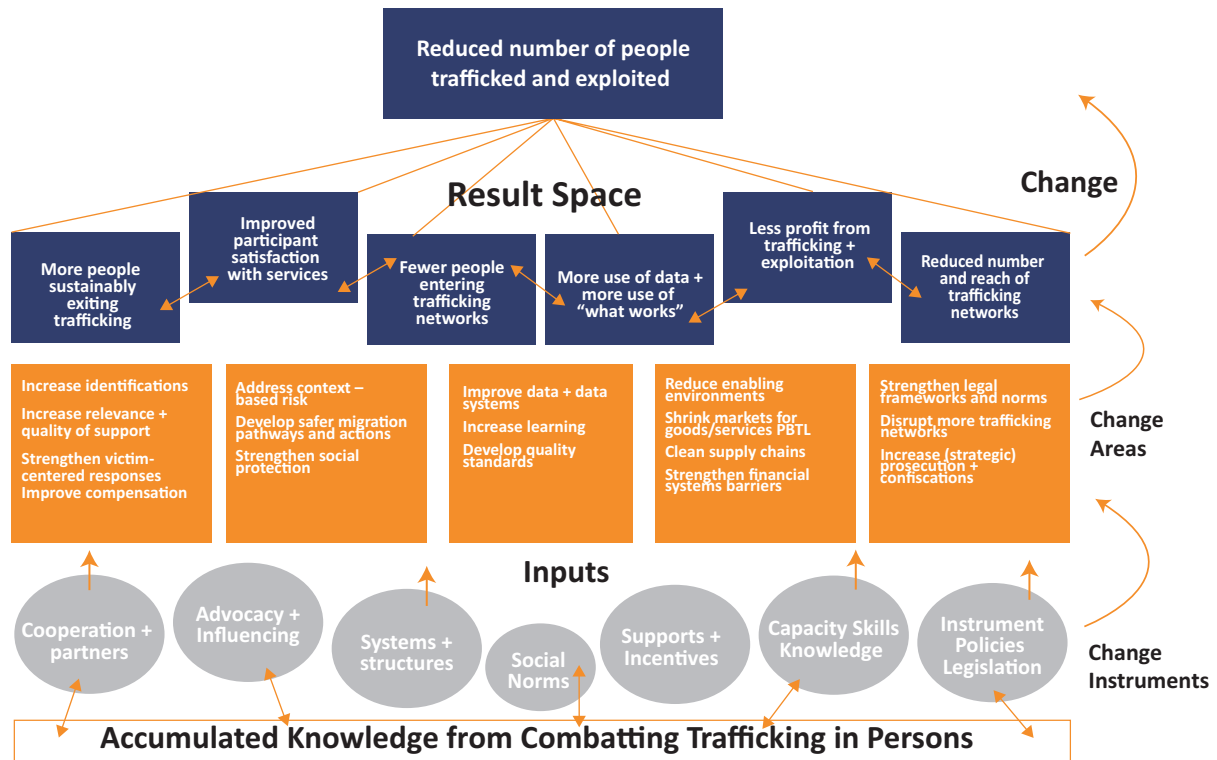 Reduced number of people
trafficked and exploited
Result Space
Change
More people
sustainably
exiting
trafficking
Improved
participant
satisfaction
with services
Fewer people
entering
trafficking
networks
More use of data +
more use of
“what works”
Less profit from
trafficking +
exploitation
Reduced number
and reach of
trafficking
networks
Increase identifications
Increase relevance +
quality of support
Strengthen victim-
centered responses
Improve compensation
Address context –
based risk
Develop safer migration
pathways and actions
Strengthen social
protection
Improve data + data
systems
Increase learning
Develop quality
standards
Reduce enabling
environments
Shrink markets for
goods/services PBTL
Clean supply chains
Strengthen financial
systems barriers
Strengthen legal
frameworks and norms
Disrupt more trafficking
networks
Increase (strategic)
prosecution +
confiscations
Change
Areas
Inputs
Cooperation +
partners
Advocacy +
Influencing
Systems +
structures
Social
Norms
Supports +
Incentives
Capacity Skills
Knowledge
Instrument
Policies
Legislation
Change
Instruments
Accumulated Knowledge from Combatting Trafficking in Persons